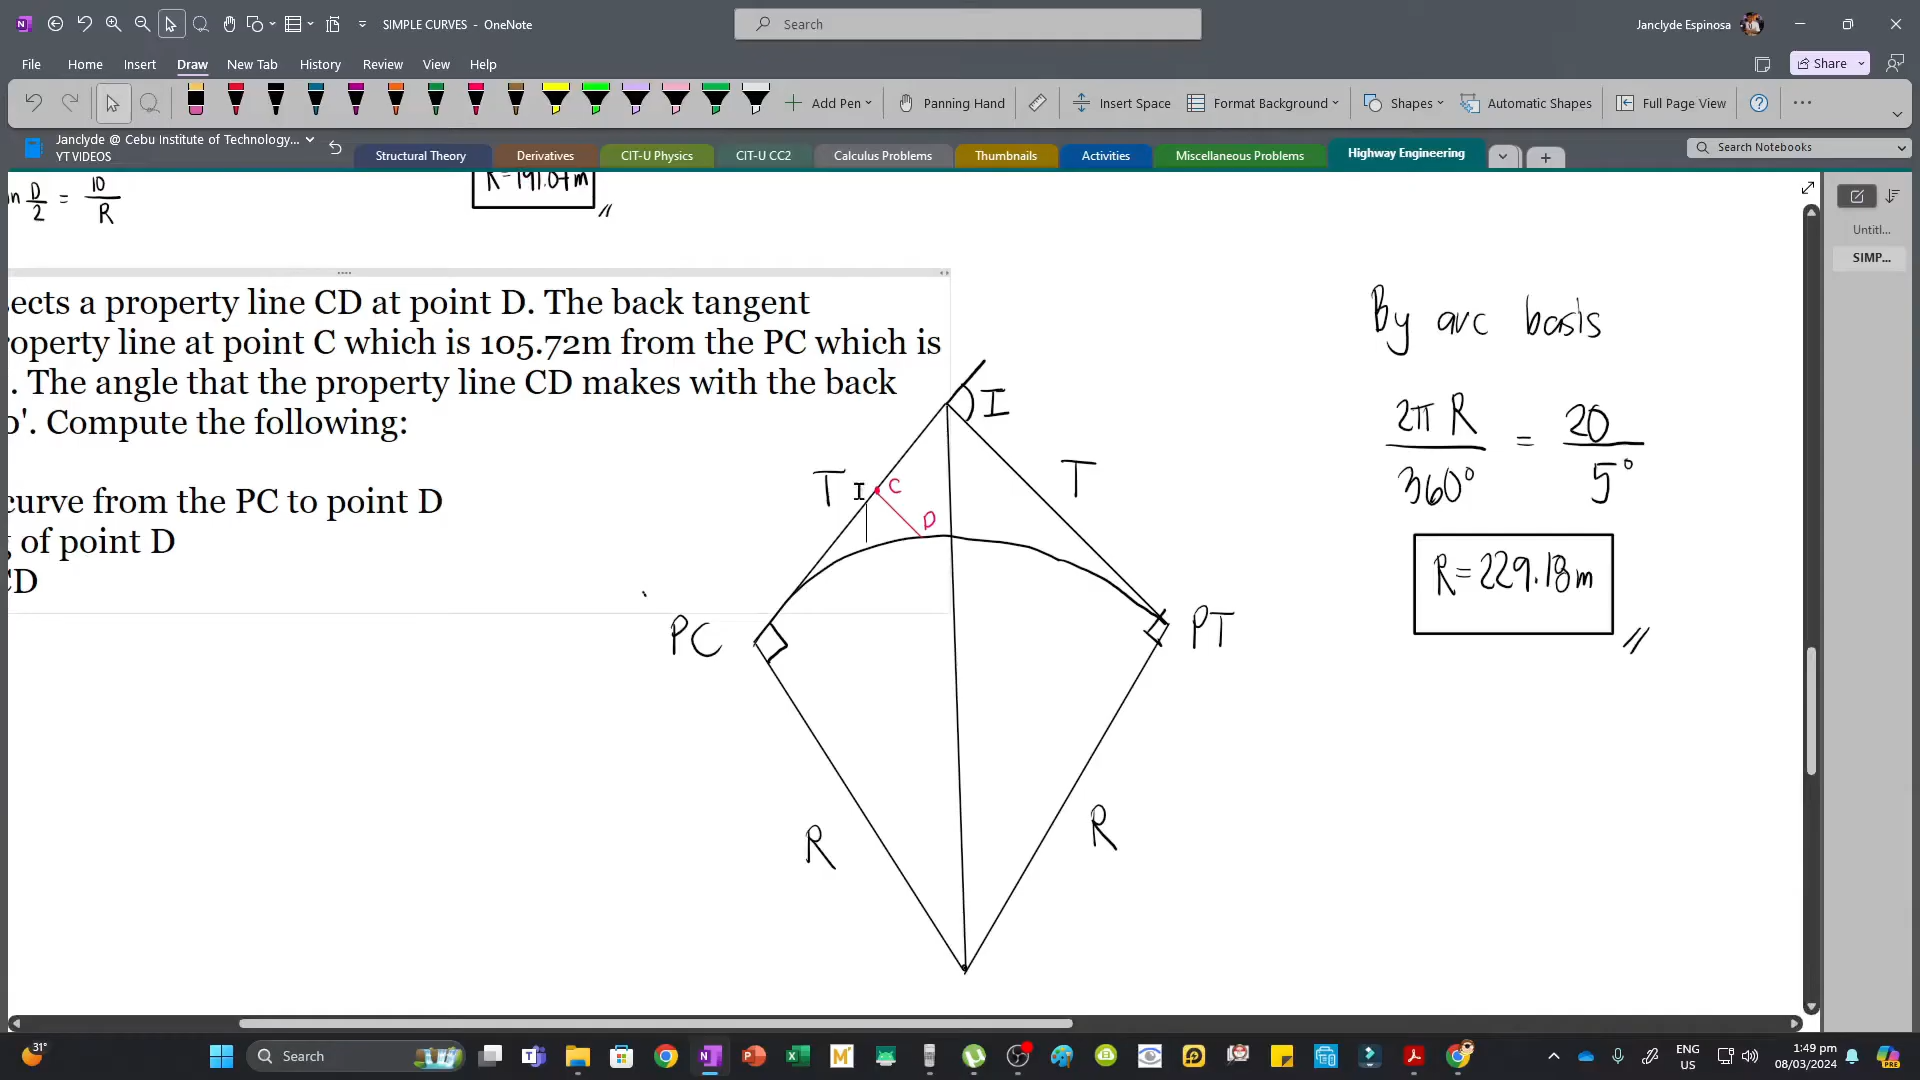 SIMPLE CURVES - OneNote
Search
Janclyde Espinosa
File Home Insert Draw New Tab History Review View Help
Share
Add Pen
Panning Hand
Insert Space
Format Background
Shapes
Automatic Shapes
Full Page View
Janclyde @ Cebu Institute of Technology...
YT VIDEOS
Structural Theory
Derivatives
CIT-U Physics
CIT-U CC2
Calculus Problems
Thumbnails
Activities
Miscellaneous Problems
Highway Engineering
Search Notebooks
Untitl...
SIMP...
n D/2 = 10/R
R=191.07m
sects a property line CD at point D. The back tangent
roperty line at point C which is 105.72m from the PC which is
. The angle that the property line CD makes with the back
o'. Compute the following:
curve from the PC to point D
g of point D
CD
I
T
T
C
D
PC
PT
R
R
By arc basis
2π R / 360° = 20 / 5°
R=229.18m
31°
Search
ENG
US
1:49 pm
08/03/2024